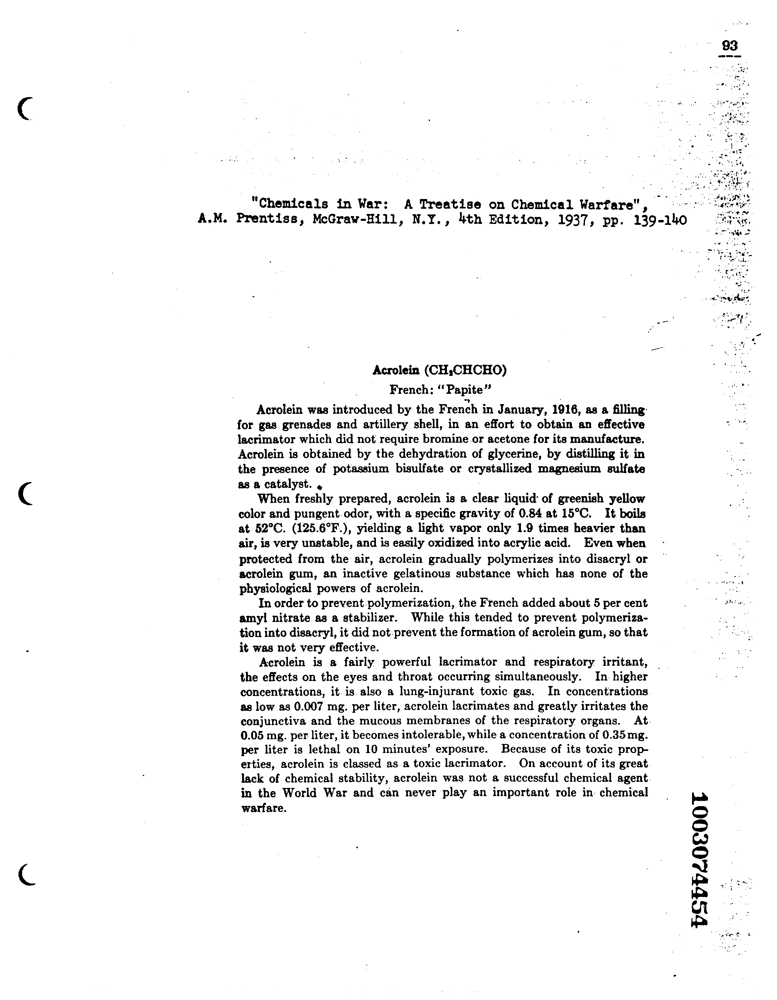 93
"Chemicals in War: A Treatise on Chemical Warfare",
A.M. Prentiss, McGraw-Hill, N.Y., 4th Edition, 1937, pp. 139-140
Acrolein (CH₂CHCHO)
French: "Papite"
Acrolein was introduced by the French in January, 1916, as a filling
for gas grenades and artillery shell, in an effort to obtain an effective
lacrimator which did not require bromine or acetone for its manufacture.
Acrolein is obtained by the dehydration of glycerine, by distilling it in
the presence of potassium bisulfate or crystallized magnesium sulfate
as a catalyst.
When freshly prepared, acrolein is a clear liquid of greenish yellow
color and pungent odor, with a specific gravity of 0.84 at 15°C. It boils
at 52°C. (125.6°F.), yielding a light vapor only 1.9 times heavier than
air, is very unstable, and is easily oxidized into acrylic acid. Even when
protected from the air, acrolein gradually polymerizes into disacryl or
acrolein gum, an inactive gelatinous substance which has none of the
physiological powers of acrolein.
In order to prevent polymerization, the French added about 5 per cent
amyl nitrate as a stabilizer. While this tended to prevent polymeriza-
tion into disacryl, it did not prevent the formation of acrolein gum, so that
it was not very effective.
Acrolein is a fairly powerful lacrimator and respiratory irritant,
the effects on the eyes and throat occurring simultaneously. In higher
concentrations, it is also a lung-injurant toxic gas. In concentrations
as low as 0.007 mg. per liter, acrolein lacrimates and greatly irritates the
conjunctiva and the mucous membranes of the respiratory organs. At
0.05 mg. per liter, it becomes intolerable, while a concentration of 0.35 mg.
per liter is lethal on 10 minutes' exposure. Because of its toxic prop-
erties, acrolein is classed as a toxic lacrimator. On account of its great
lack of chemical stability, acrolein was not a successful chemical agent
in the World War and can never play an important role in chemical
warfare.
1003074454